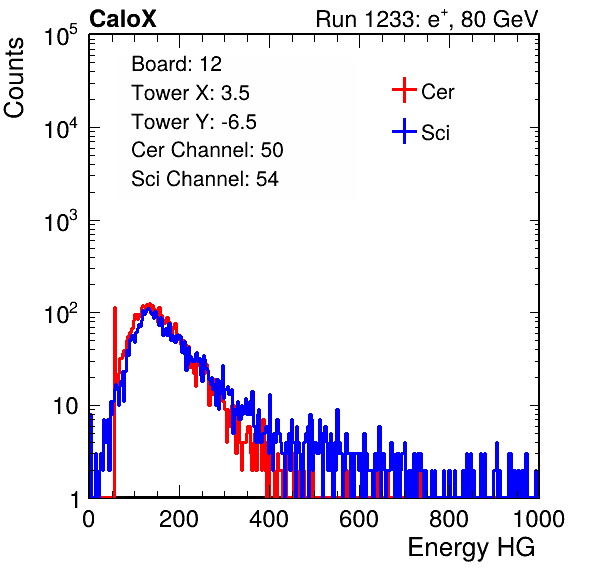 CaloX Run 1233: e⁺, 80 GeV
Counts
Board: 12
Tower X: 3.5
Tower Y: -6.5
Cer Channel: 50
Sci Channel: 54
Cer
Sci
10⁵
10⁴
10³
10²
10
1
0 200 400 600 800 1000
Energy HG